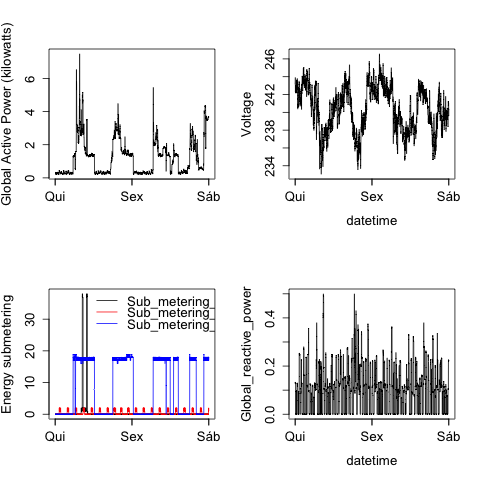 Global Active Power (kilowatts)
0 2 4 6
Qui Sex Sáb
Voltage
234 238 242 246
Qui Sex Sáb
datetime
Energy submetering
0 10 20 30
Sub_metering_
Sub_metering_
Sub_metering_
Qui Sex Sáb
Global_reactive_power
0.0 0.2 0.4
Qui Sex Sáb
datetime